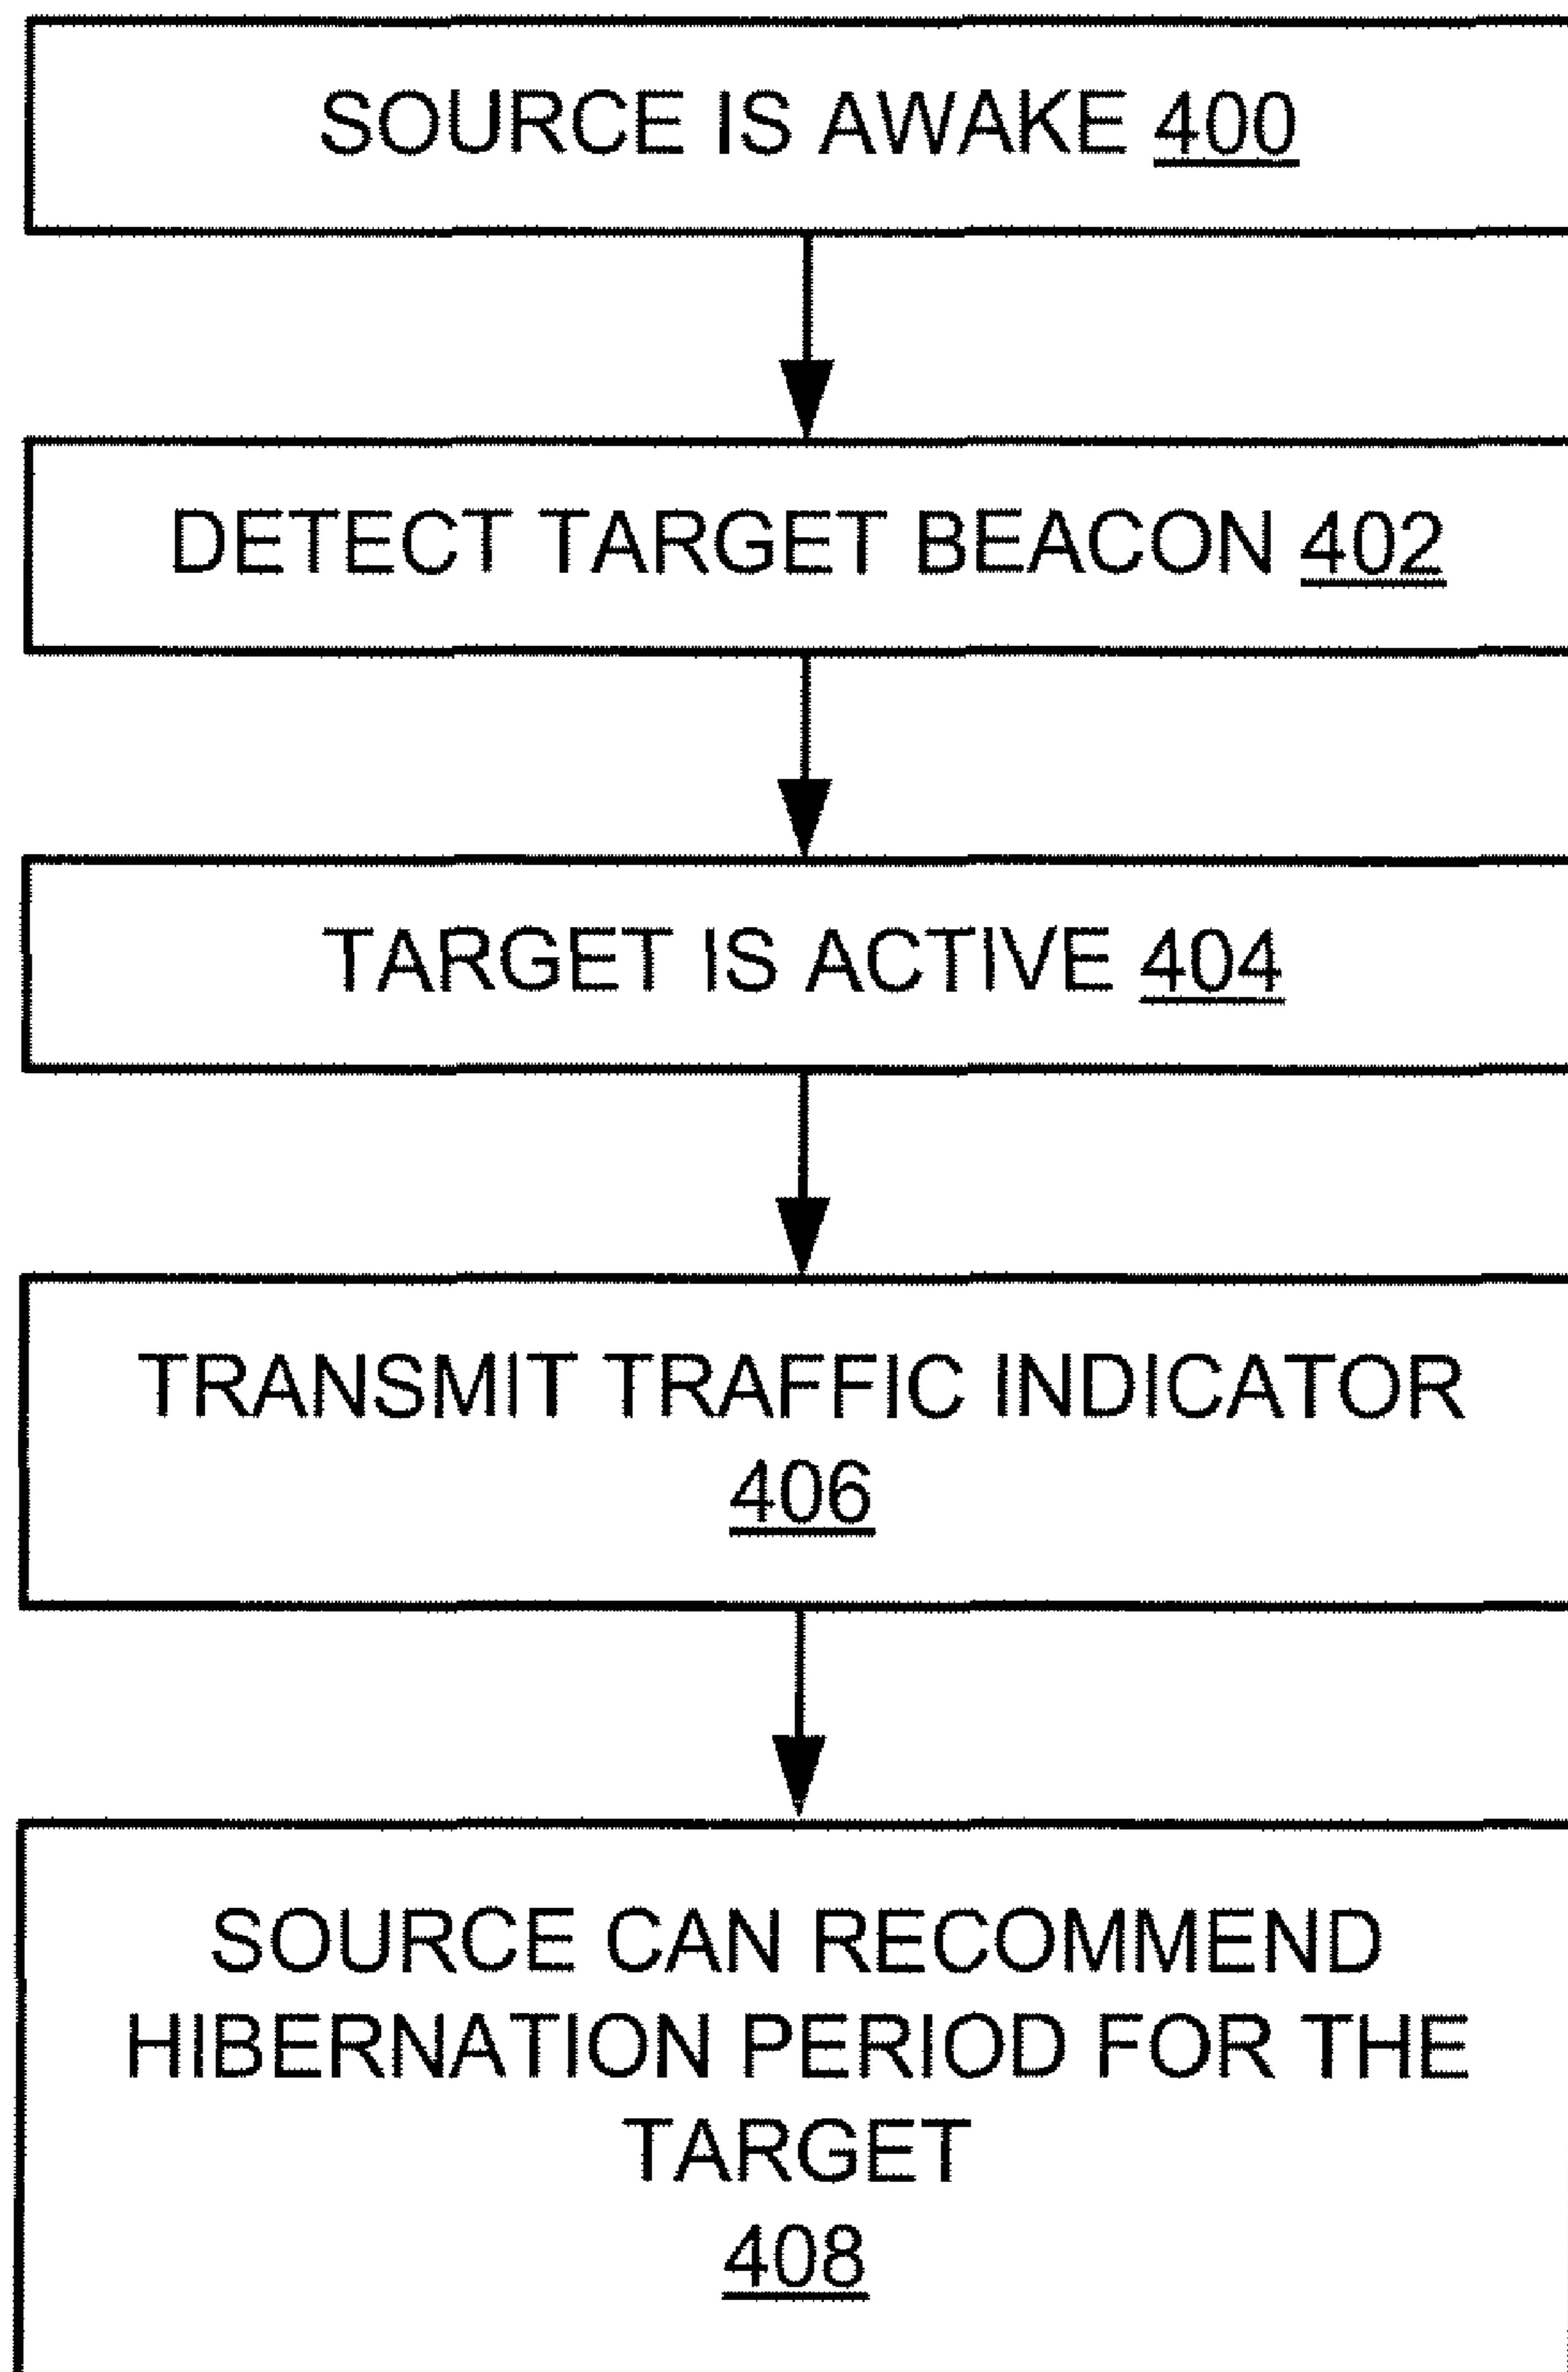 SOURCE IS AWAKE 400
DETECT TARGET BEACON 402
TARGET IS ACTIVE 404
TRANSMIT TRAFFIC INDICATOR
406
SOURCE CAN RECOMMEND
HIBERNATION PERIOD FOR THE
TARGET
408